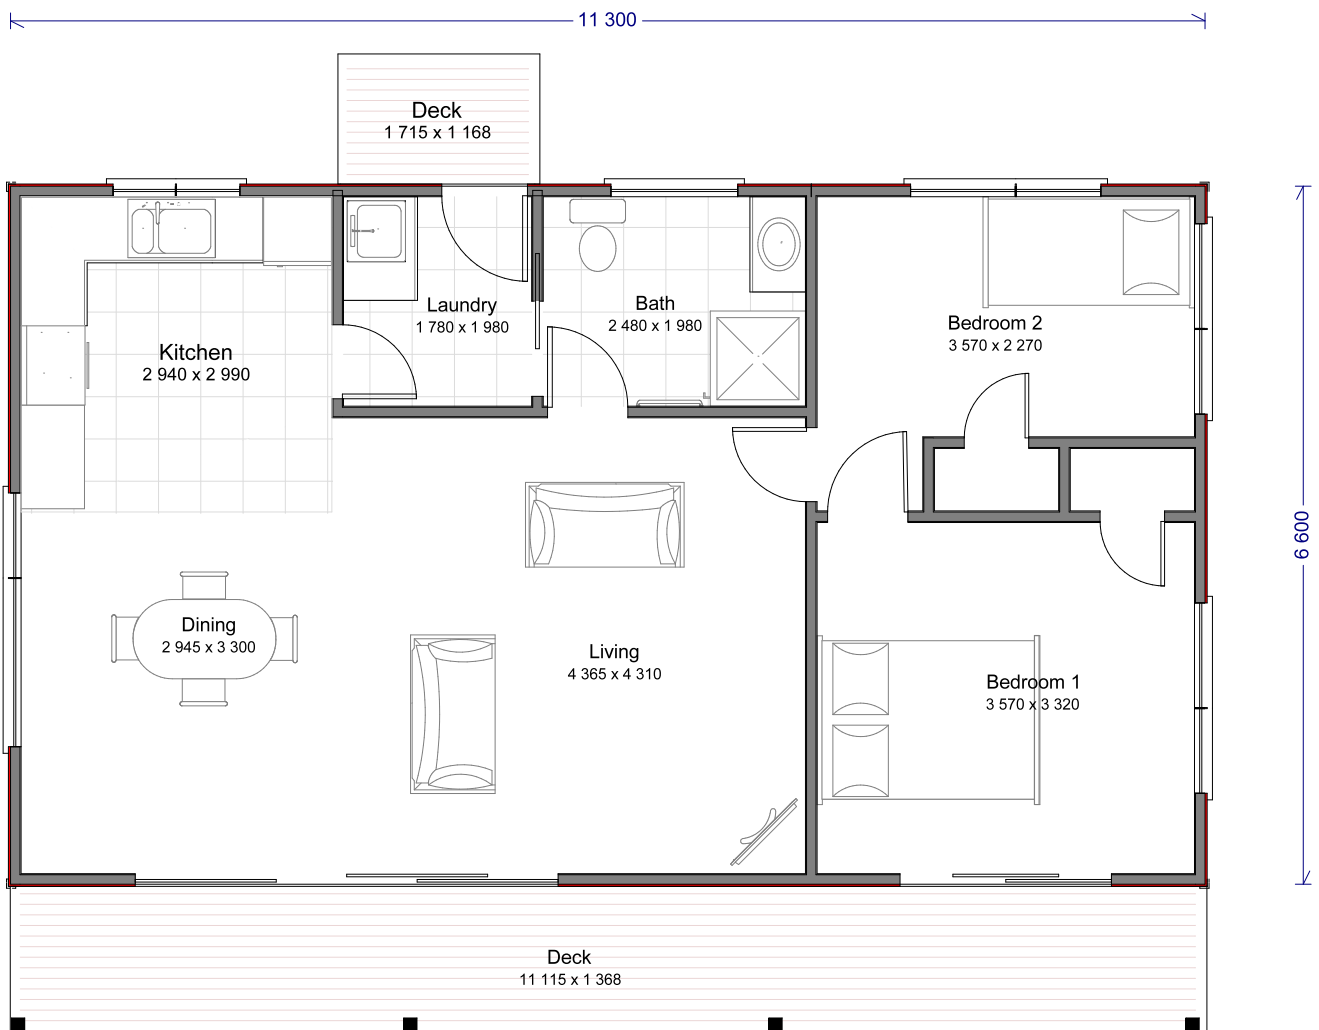 11 300
Deck
1 715 x 1 168
Laundry
1 780 x 1 980
Bath
2 480 x 1 980
Bedroom 2
3 570 x 2 270
Kitchen
2 940 x 2 990
6 600
Dining
2 945 x 3 300
Living
4 365 x 4 310
Bedroom 1
3 570 x 3 320
Deck
11 115 x 1 368